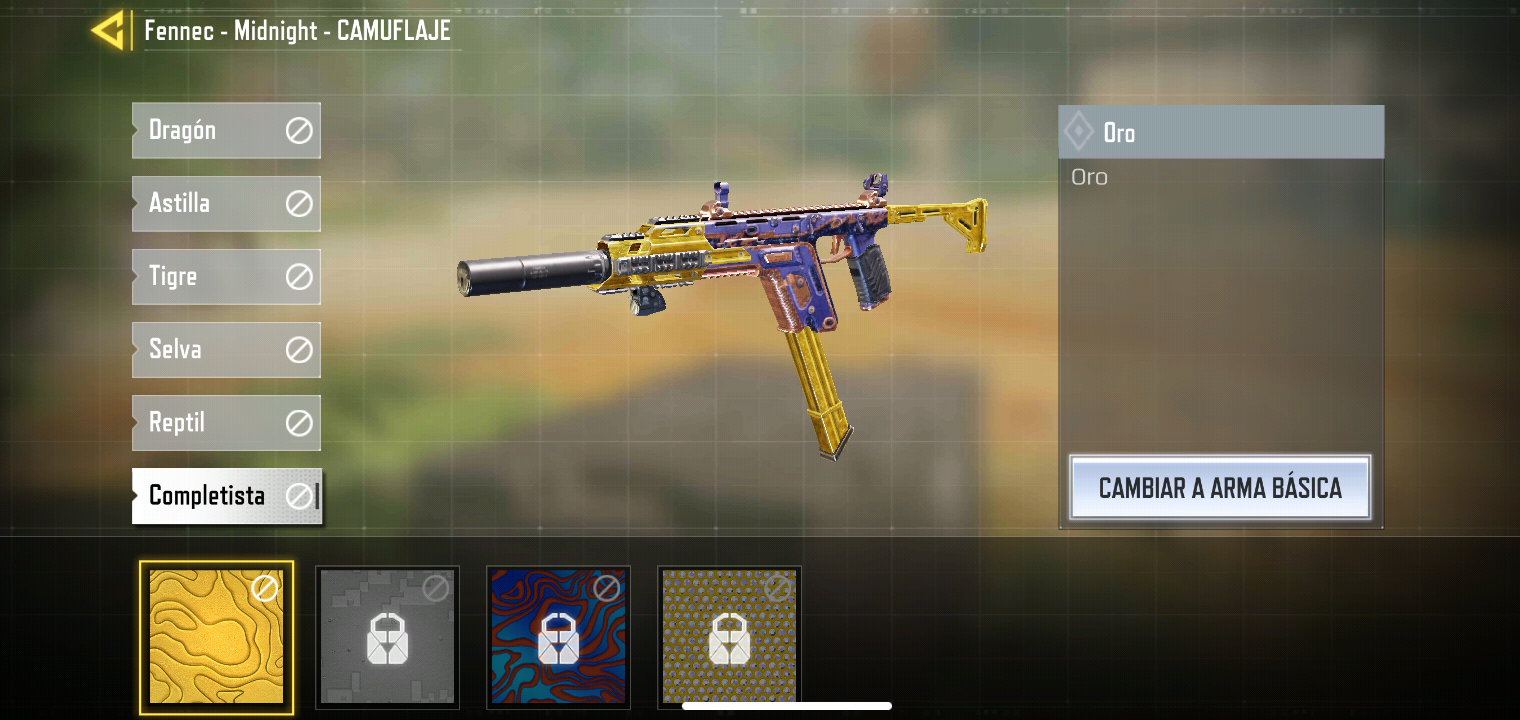 Fennec - Midnight - CAMUFLAJE
Dragón
Astilla
Tigre
Selva
Reptil
Completista
Oro
Oro
CAMBIAR A ARMA BÁSICA